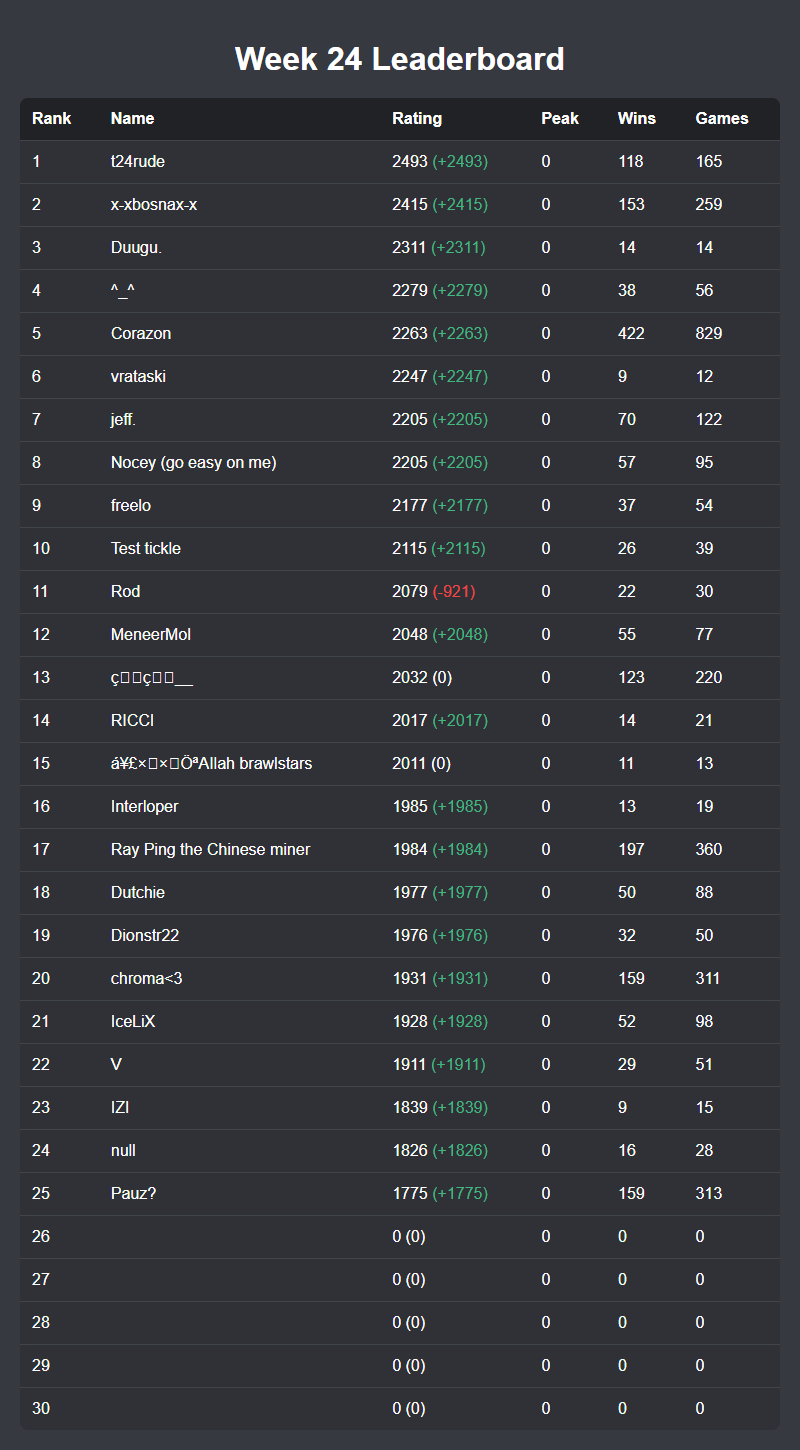 Week 24 Leaderboard
Rank Name Rating Peak Wins Games
1 t24rude 2493 (+2493) 0 118 165
2 x-xbosnax-x 2415 (+2415) 0 153 259
3 Duugu. 2311 (+2311) 0 14 14
4 ^_^ 2279 (+2279) 0 38 56
5 Corazon 2263 (+2263) 0 422 829
6 vrataski 2247 (+2247) 0 9 12
7 jeff. 2205 (+2205) 0 70 122
8 Nocey (go easy on me) 2205 (+2205) 0 57 95
9 freelo 2177 (+2177) 0 37 54
10 Test tickle 2115 (+2115) 0 26 39
11 Rod 2079 (-921) 0 22 30
12 MeneerMol 2048 (+2048) 0 55 77
13 ç□□ç□□__ 2032 (0) 0 123 220
14 RICCI 2017 (+2017) 0 14 21
15 á¥£×□×□ÖªAllah brawlstars 2011 (0) 0 11 13
16 Interloper 1985 (+1985) 0 13 19
17 Ray Ping the Chinese miner 1984 (+1984) 0 197 360
18 Dutchie 1977 (+1977) 0 50 88
19 Dionstr22 1976 (+1976) 0 32 50
20 chroma<3 1931 (+1931) 0 159 311
21 IceLiX 1928 (+1928) 0 52 98
22 V 1911 (+1911) 0 29 51
23 IZI 1839 (+1839) 0 9 15
24 null 1826 (+1826) 0 16 28
25 Pauz? 1775 (+1775) 0 159 313
26 0 (0) 0 0 0
27 0 (0) 0 0 0
28 0 (0) 0 0 0
29 0 (0) 0 0 0
30 0 (0) 0 0 0